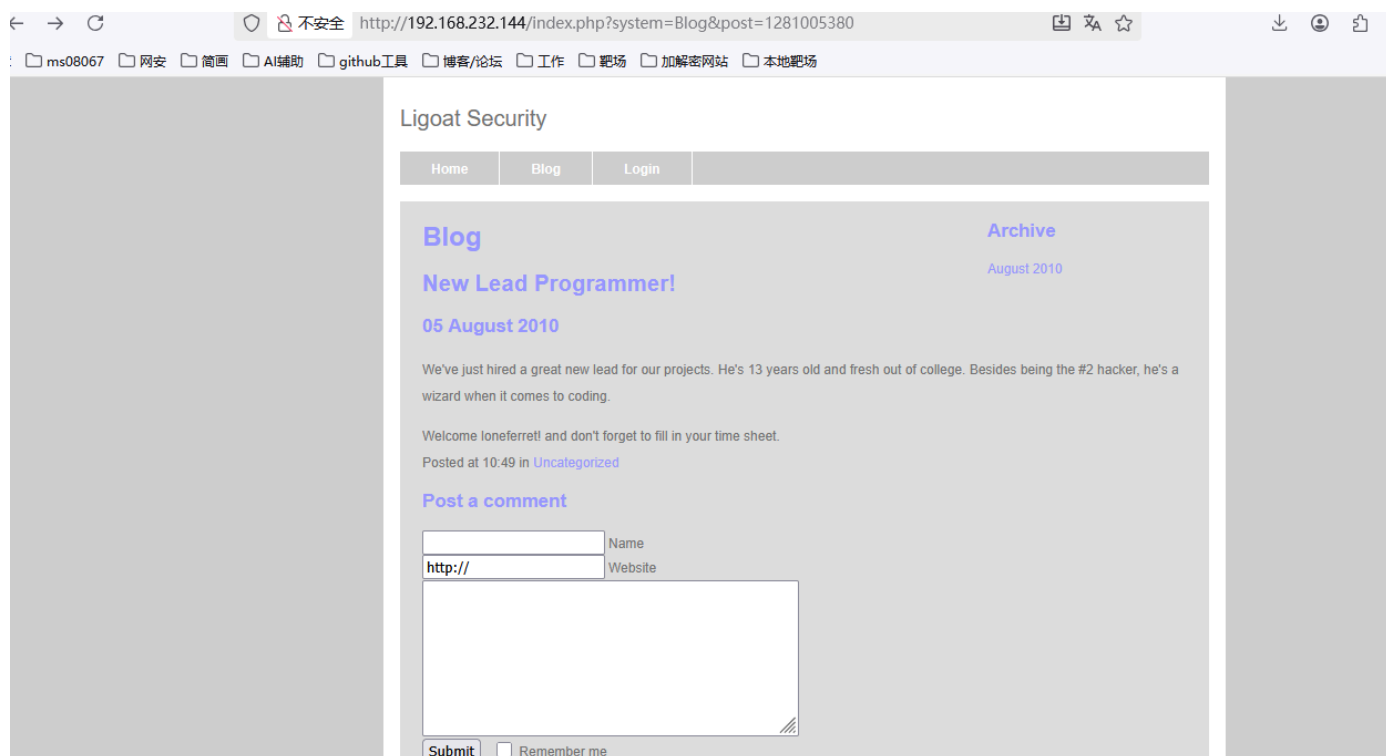 不安全 http://192.168.232.144/index.php?system=Blog&post=1281005380
ms08067 网安 简画 AI辅助 github工具 博客/论坛 工作 靶场 加解密网站 本地靶场
Ligoat Security
Home Blog Login
Blog
Archive
New Lead Programmer!
August 2010
05 August 2010
We've just hired a great new lead for our projects. He's 13 years old and fresh out of college. Besides being the #2 hacker, he's a
wizard when it comes to coding.
Welcome loneferret! and don't forget to fill in your time sheet.
Posted at 10:49 in Uncategorized
Post a comment
Name
http:// Website
Submit Remember me